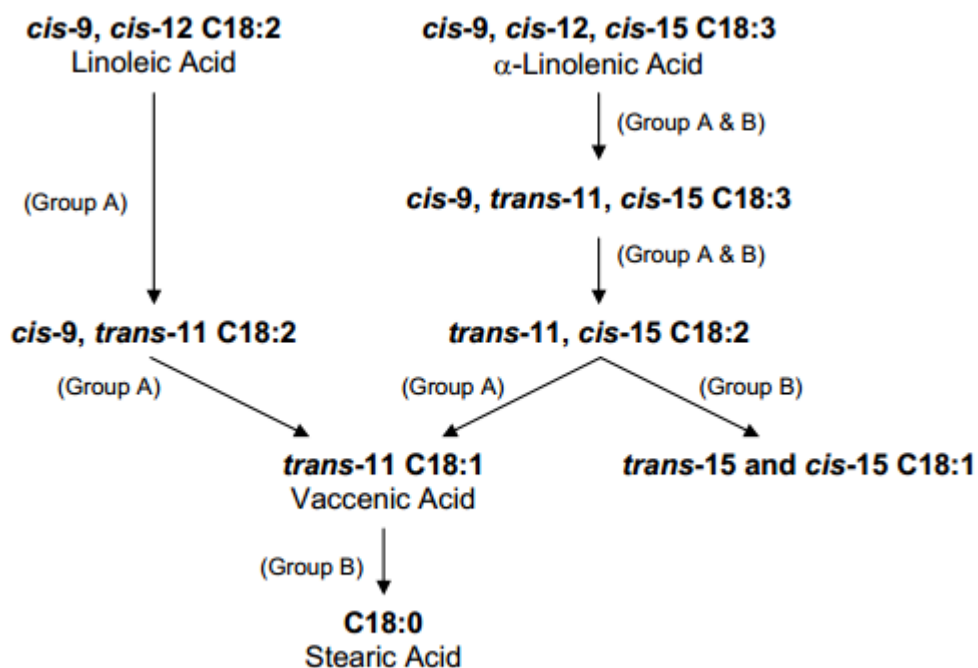 cis-9, cis-12 C18:2
Linoleic Acid
cis-9, cis-12, cis-15 C18:3
α-Linolenic Acid
(Group A & B)
(Group A)
cis-9, trans-11, cis-15 C18:3
(Group A & B)
cis-9, trans-11 C18:2
trans-11, cis-15 C18:2
(Group A)
(Group A)
(Group B)
trans-11 C18:1
Vaccenic Acid
trans-15 and cis-15 C18:1
(Group B)
C18:0
Stearic Acid